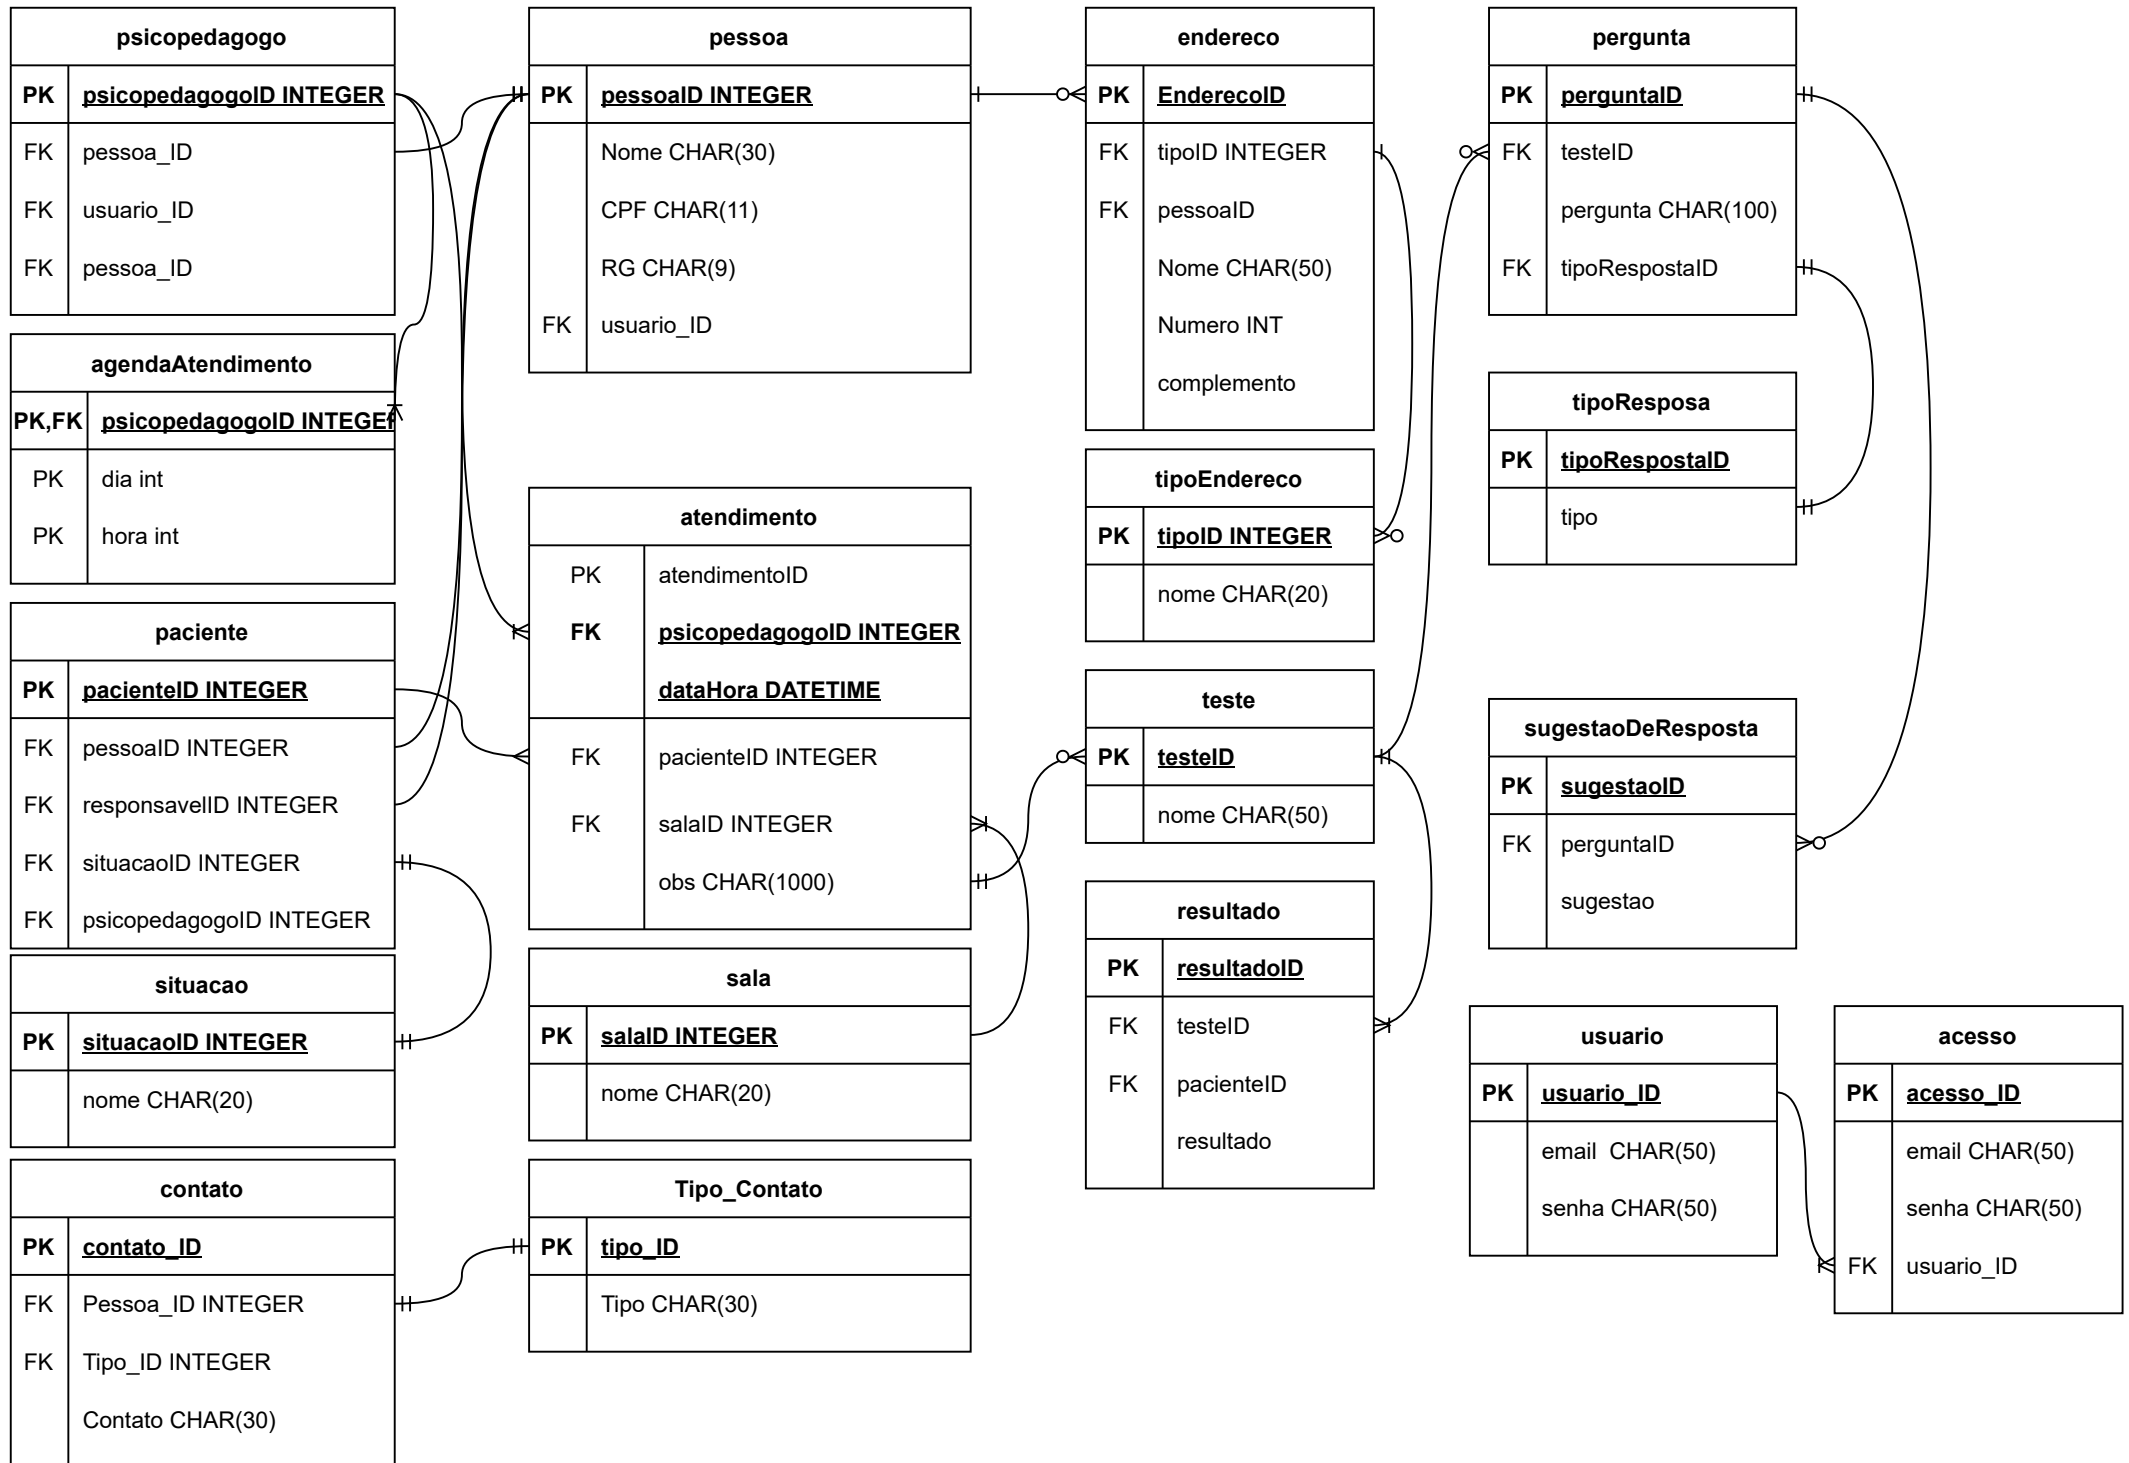 psicopedagogo
PK psicopedagogoID INTEGER
FK pessoa_ID
FK usuario_ID
FK pessoa_ID
agendaAtendimento
PK,FK psicopedagogoID INTEGER
PK dia int
PK hora int
paciente
PK pacienteID INTEGER
FK pessoaID INTEGER
FK responsavelID INTEGER
FK situacaoID INTEGER
FK psicopedagogoID INTEGER
situacao
PK situacaoID INTEGER
nome CHAR(20)
contato
PK contato_ID
FK Pessoa_ID INTEGER
FK Tipo_ID INTEGER
Contato CHAR(30)
pessoa
PK pessoaID INTEGER
Nome CHAR(30)
CPF CHAR(11)
RG CHAR(9)
FK usuario_ID
atendimento
PK atendimentoID
FK psicopedagogoID INTEGER
dataHora DATETIME
FK pacienteID INTEGER
FK salaID INTEGER
obs CHAR(1000)
sala
PK salaID INTEGER
nome CHAR(20)
Tipo_Contato
PK tipo_ID
Tipo CHAR(30)
endereco
PK EnderecoID
FK tipoID INTEGER
FK pessoaID
Nome CHAR(50)
Numero INT
complemento
tipoEndereco
PK tipoID INTEGER
nome CHAR(20)
teste
PK testeID
nome CHAR(50)
resultado
PK resultadoID
FK testeID
FK pacienteID
resultado
pergunta
PK perguntaID
FK testeID
pergunta CHAR(100)
FK tipoRespostaID
tipoResposa
PK tipoRespostaID
tipo
sugestaoDeResposta
PK sugestaoID
FK perguntaID
sugestao
usuario
PK usuario_ID
email  CHAR(50)
senha CHAR(50)
acesso
PK acesso_ID
email CHAR(50)
senha CHAR(50)
FK usuario_ID